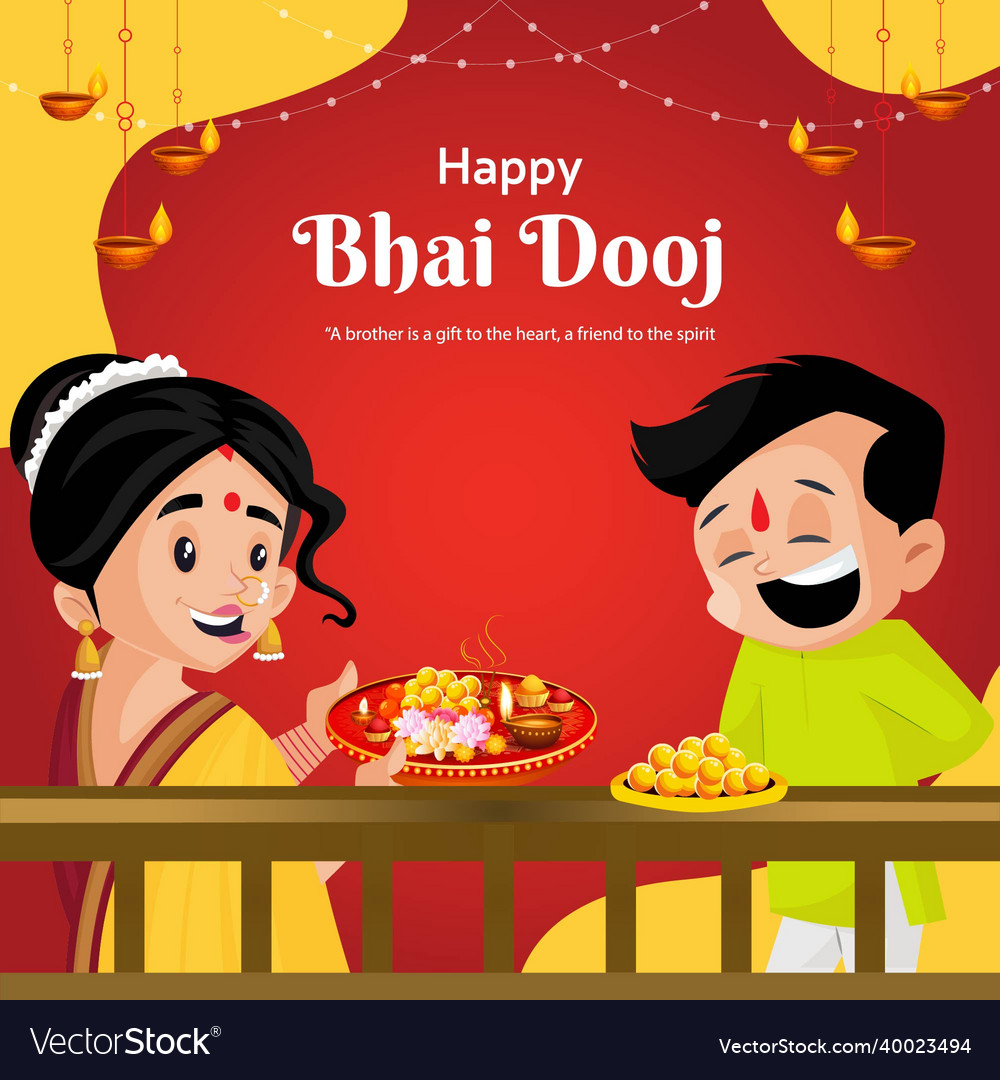 Happy
Bhai Dooj
“A brother is a gift to the heart, a friend to the spirit
VectorStock®
VectorStock.com/40023494